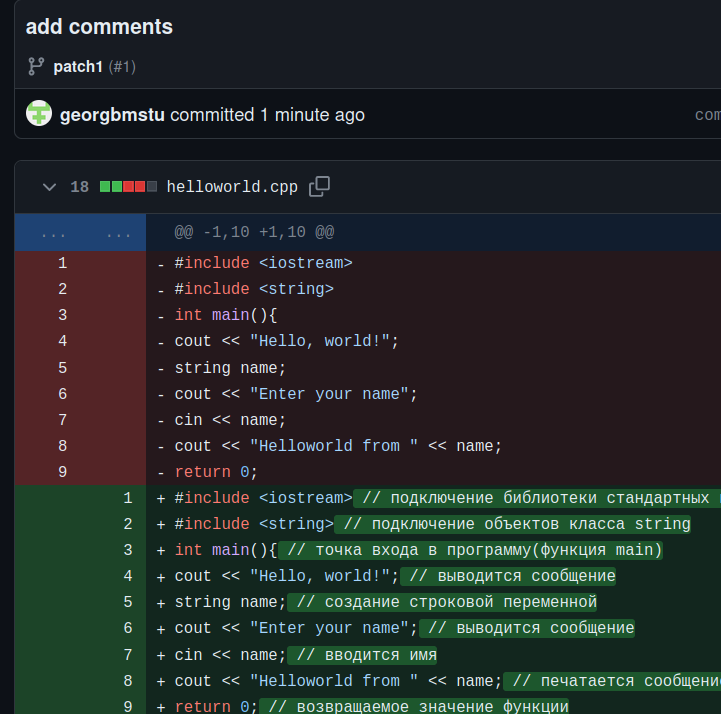 add comments
patch1 (#1)
georgbmstu committed 1 minute ago
18 helloworld.cpp
... ... @@ -1,10 +1,10 @@
1 - #include <iostream>
2 - #include <string>
3 - int main(){
4 - cout << "Hello, world!";
5 - string name;
6 - cout << "Enter your name";
7 - cin << name;
8 - cout << "Helloworld from " << name;
9 - return 0;
1 + #include <iostream> // подключение библиотеки стандартных
2 + #include <string> // подключение объектов класса string
3 + int main(){ // точка входа в программу(функция main)
4 + cout << "Hello, world!"; // выводится сообщение
5 + string name; // создание строковой переменной
6 + cout << "Enter your name"; // выводится сообщение
7 + cin << name; // вводится имя
8 + cout << "Helloworld from " << name; // печатается сообщение
9 + return 0; // возвращаемое значение функции